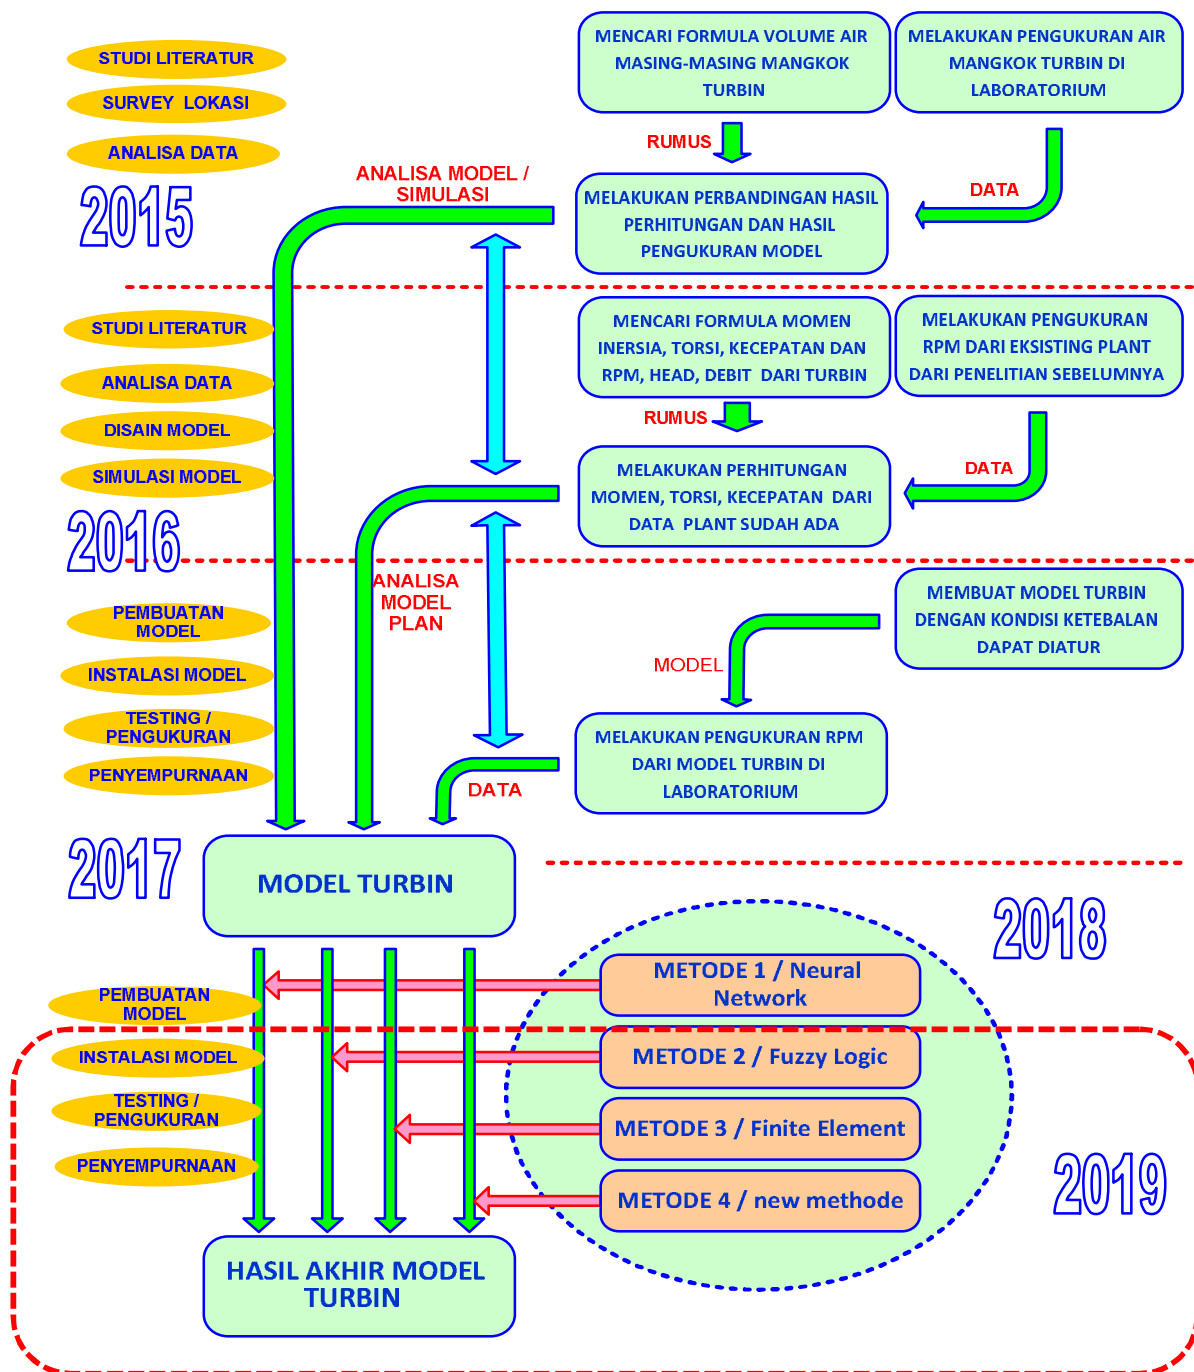 STUDI LITERATUR
SURVEY LOKASI
ANALISA DATA
2015
MENCARI FORMULA VOLUME AIR
MASING-MASING MANGKOK
TURBIN
MELAKUKAN PENGUKURAN AIR
MANGKOK TURBIN DI
LABORATORIUM
RUMUS
DATA
ANALISA MODEL /
SIMULASI
MELAKUKAN PERBANDINGAN HASIL
PERHITUNGAN DAN HASIL
PENGUKURAN MODEL
STUDI LITERATUR
ANALISA DATA
DISAIN MODEL
SIMULASI MODEL
2016
MENCARI FORMULA MOMEN
INERSIA, TORSI, KECEPATAN DAN
RPM, HEAD, DEBIT DARI TURBIN
MELAKUKAN PENGUKURAN
RPM DARI EKSISTING PLANT
DARI PENELITIAN SEBELUMNYA
RUMUS
DATA
MELAKUKAN PERHITUNGAN
MOMEN, TORSI, KECEPATAN DARI
DATA PLANT SUDAH ADA
ANALISA
MODEL
PLAN
PEMBUATAN
MODEL
INSTALASI MODEL
TESTING /
PENGUKURAN
PENYEMPURNAAN
2017
MEMBUAT MODEL TURBIN
DENGAN KONDISI KETEBALAN
DAPAT DIATUR
MODEL
MELAKUKAN PENGUKURAN RPM
DARI MODEL TURBIN DI
LABORATORIUM
DATA
MODEL TURBIN
2018
METODE 1 / Neural
Network
METODE 2 / Fuzzy Logic
METODE 3 / Finite Element
METODE 4 / new methode
PEMBUATAN
MODEL
INSTALASI MODEL
TESTING /
PENGUKURAN
PENYEMPURNAAN
2019
HASIL AKHIR MODEL
TURBIN